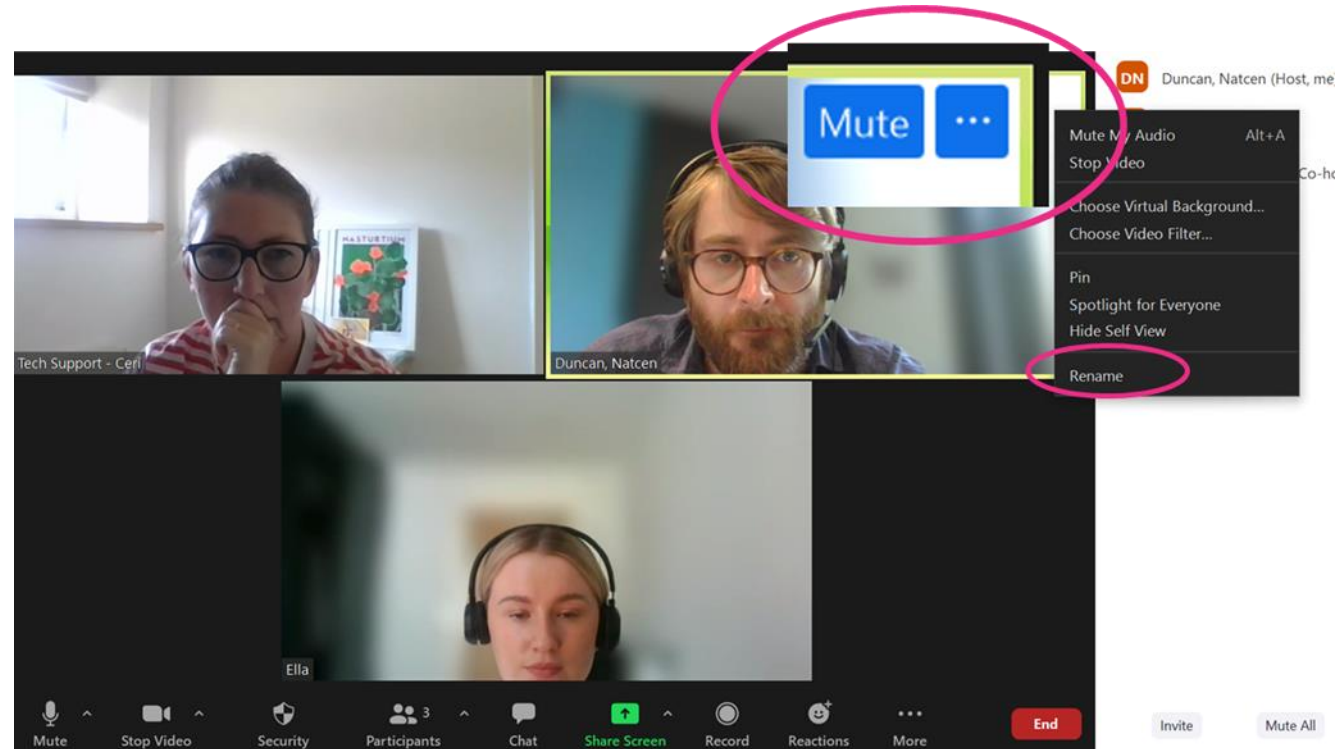 Mute ...
DN Duncan, Natcen (Host, me
Mute My Audio Alt+A
Stop Video
Co-ho
Choose Virtual Background...
Choose Video Filter...
Pin
Spotlight for Everyone
Hide Self View
Rename
NASTURTIUM
Tech Support - Ceri
Duncan, Natcen
Ella
3
Mute Stop Video Security Participants Chat Share Screen Record Reactions More End
Invite Mute All